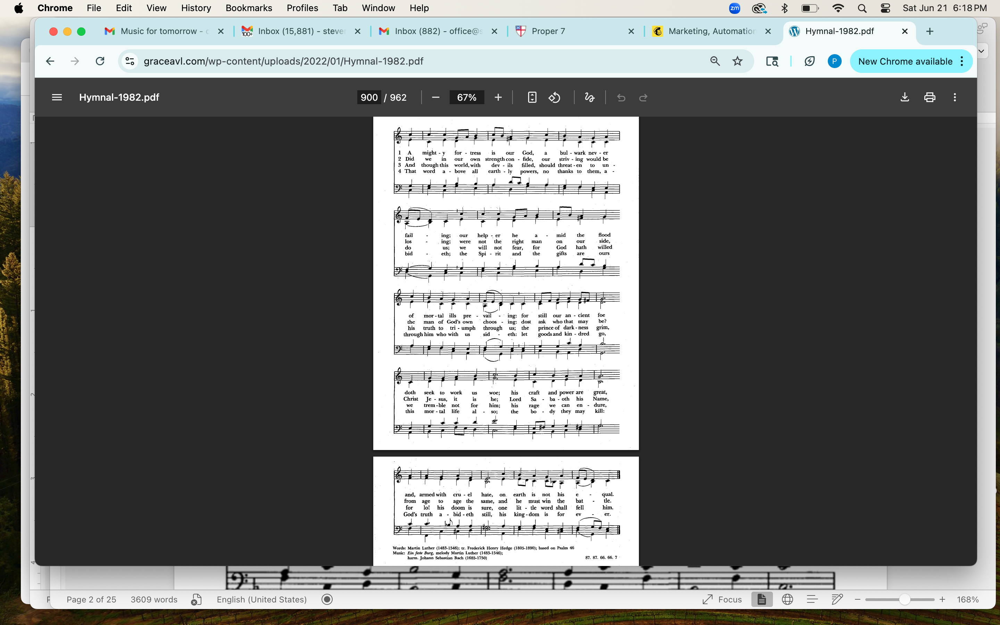 Chrome File Edit View History Bookmarks Profiles Tab Window Help zm Sat Jun 21 6:18 PM
Music for tomorrow - 100+ Inbox (15,881) - steve Inbox (882) - office@s Proper 7 Marketing, Automation Hymnal-1982.pdf
graceavl.com/wp-content/uploads/2022/01/Hymnal-1982.pdf P New Chrome available
Hymnal-1982.pdf 900 / 962 67%
1 A might - y for - tress is our God, a bul - wark nev - er
2 Did we in our own strength con - fide, our striv - ing would be
3 And though this world, with dev - ils filled, should threat - en to un -
4 That word a - bove all earth - ly powers, no thanks to them, a -
fail - ing; our help - er he a - mid the flood
los - ing; were not the right man on our side,
do us; we will not fear, for God hath willed
bid - eth; the Spi - rit and the gifts are ours
of mor - tal ills pre - vail - ing: for still our an - cient foe
the man of God's own choos - ing: dost ask who that may be?
his truth to tri - umph through us; the prince of dark - ness grim,
through him who with us sid - eth: let goods and kin - dred go,
doth seek to work us woe; his craft and power are great,
Christ Je - sus, it is he; Lord Sa - ba - oth his Name,
we trem - ble not for him; his rage we can en - dure,
this mor - tal life al - so; the bo - dy they may kill:
and, armed with cru - el hate, on earth is not his e - qual.
from age to age the same, and he must win the bat - tle.
for lo! his doom is sure, one lit - tle word shall fell him.
God's truth a - bid - eth still, his king - dom is for ev - er.
Words: Martin Luther (1483-1546); tr. Frederick Henry Hedge (1805-1890); based on Psalm 46
Music: Ein feste Burg, melody Martin Luther (1483-1546);
harm. Johann Sebastian Bach (1685-1750) 87. 87. 66. 66. 7
1
2
3
4
Page 2 of 25 3609 words English (United States) Focus 168%